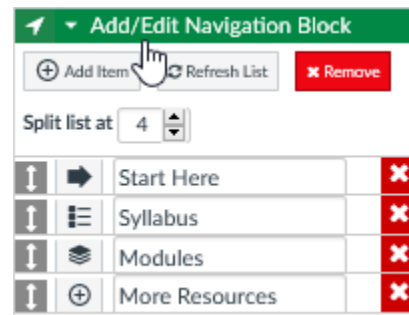 Add/Edit Navigation Block
Add Item Refresh List Remove
Split list at 4
Start Here
Syllabus
Modules
More Resources